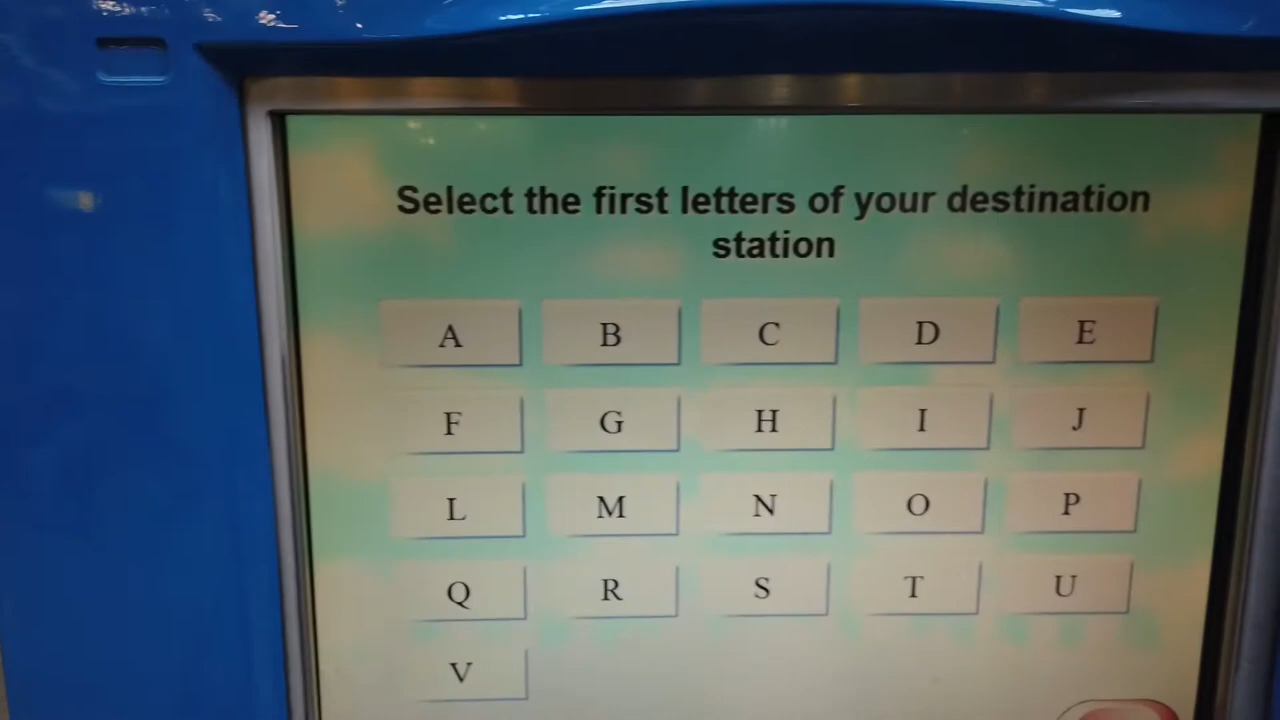 Select the first letters of your destination
station
A B C D E
F G H I J
L M N O P
Q R S T U
V